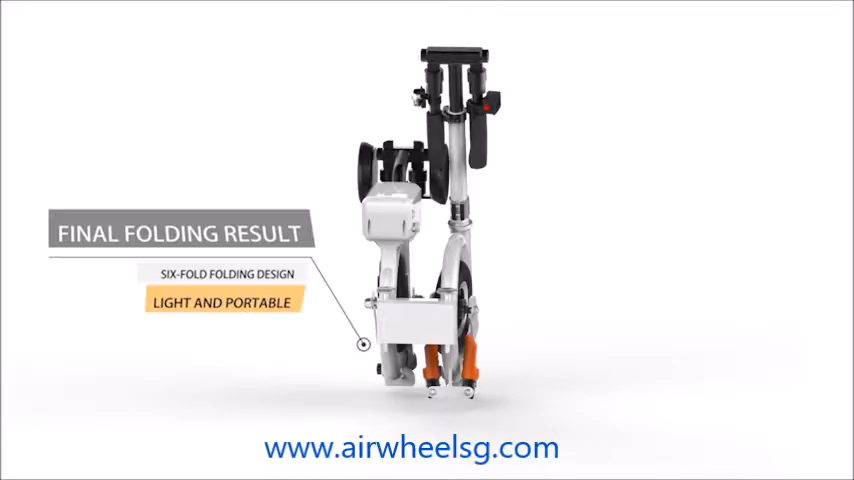 FINAL FOLDING RESULT
SIX-FOLD FOLDING DESIGN
LIGHT AND PORTABLE
www.airwheelsg.com